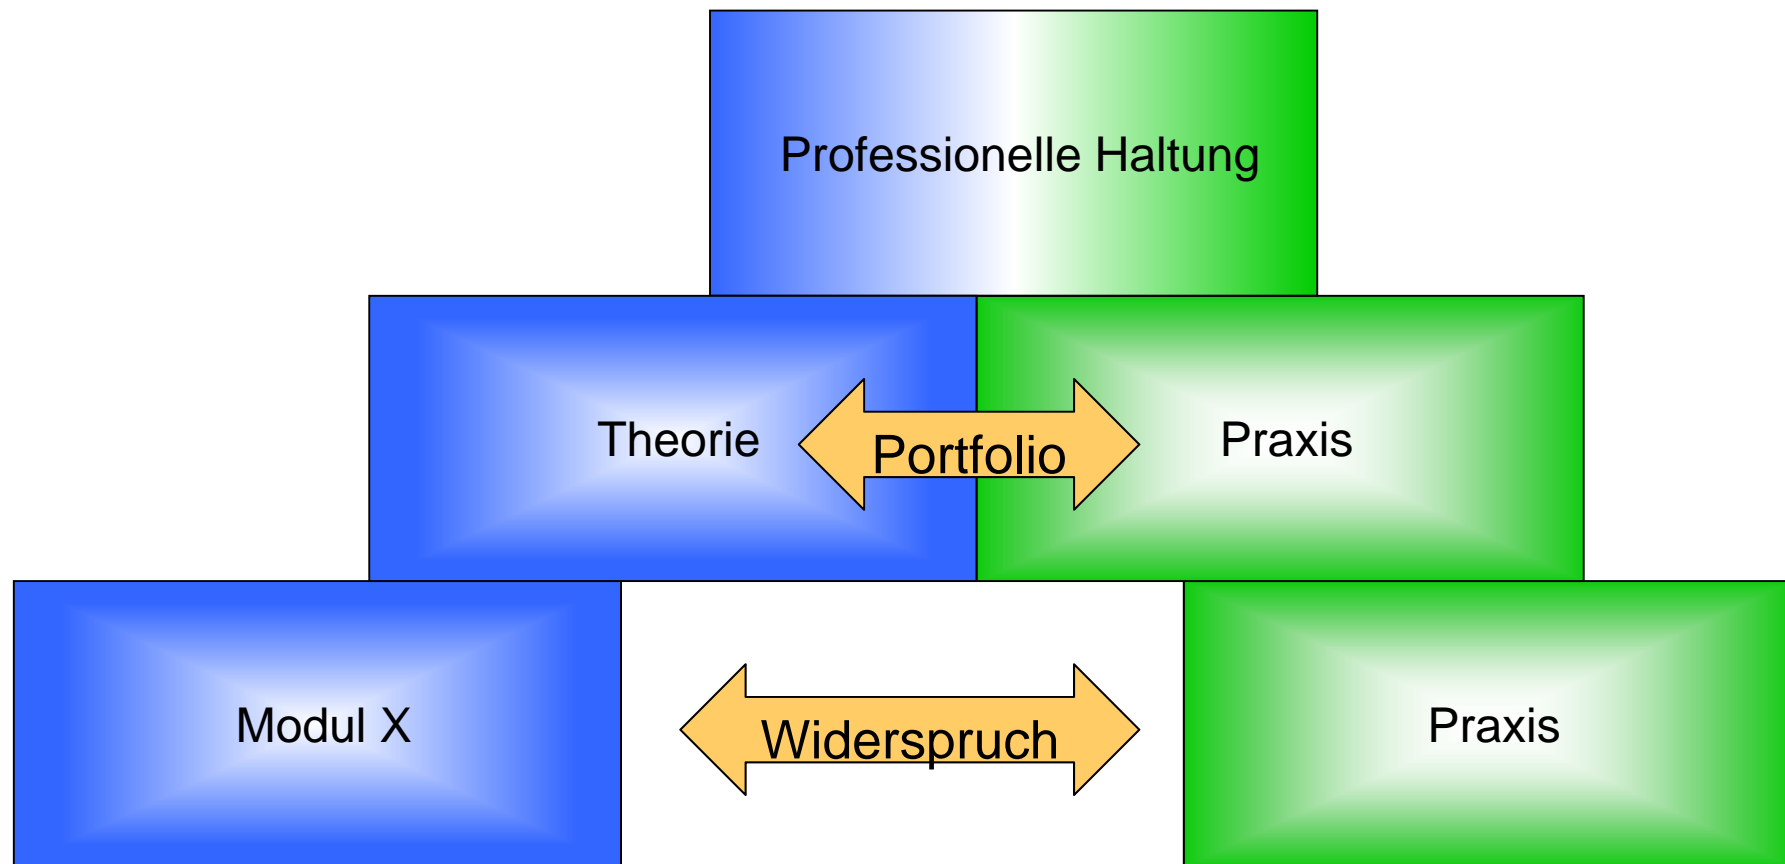 Professionelle Haltung
Theorie
Portfolio
Praxis
Modul X
Widerspruch
Praxis